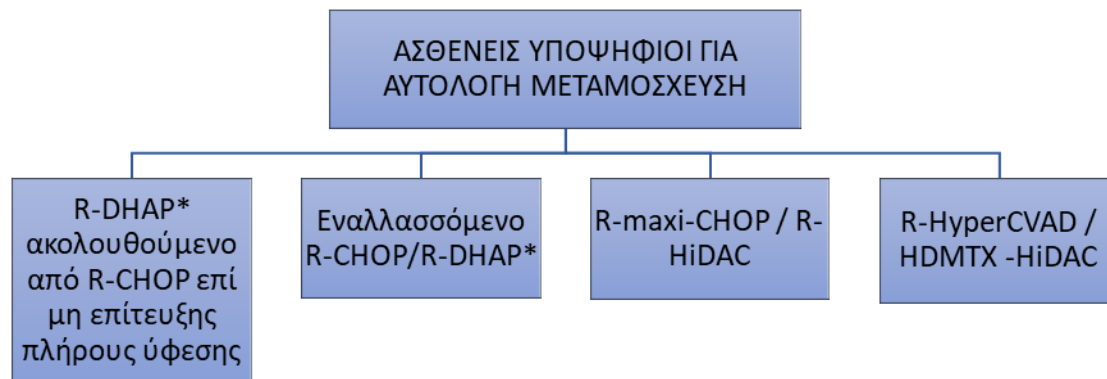 ΑΣΘΕΝΕΙΣ ΥΠΟΨΗΦΙΟΙ ΓΙΑ
ΑΥΤΟΛΟΓΗ ΜΕΤΑΜΟΣΧΕΥΣΗ
R-DHAP*
ακολουθούμενο
από R-CHOP επί
μη επίτευξης
πλήρους ύφεσης
Εναλλασσόμενο
R-CHOP/R-DHAP*
R-maxi-CHOP / R-
HiDAC
R-HyperCVAD /
HDMTX -HiDAC